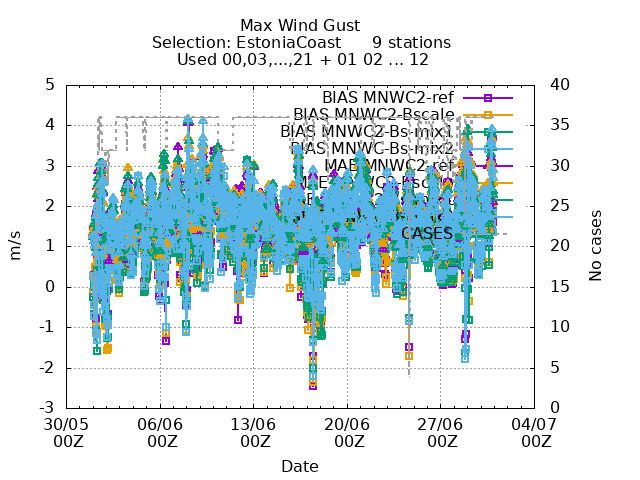 Max Wind Gust
Selection: EstoniaCoast 9 stations
Used 00,03,...,21 + 01 02 ... 12
BIAS MNWC2-ref
BIAS MNWC2-Bscale
BIAS MNWC2-Bs-mix1
BIAS MNWC-Bs-mix2
MAE MNWC2-ref
CASES
5
4
3
2
1
0
-1
-2
-3
m/s
40
35
30
25
20
15
10
5
0
No cases
30/05 06/06 13/06 20/06 27/06 04/07
00Z 00Z 00Z 00Z 00Z 00Z
Date